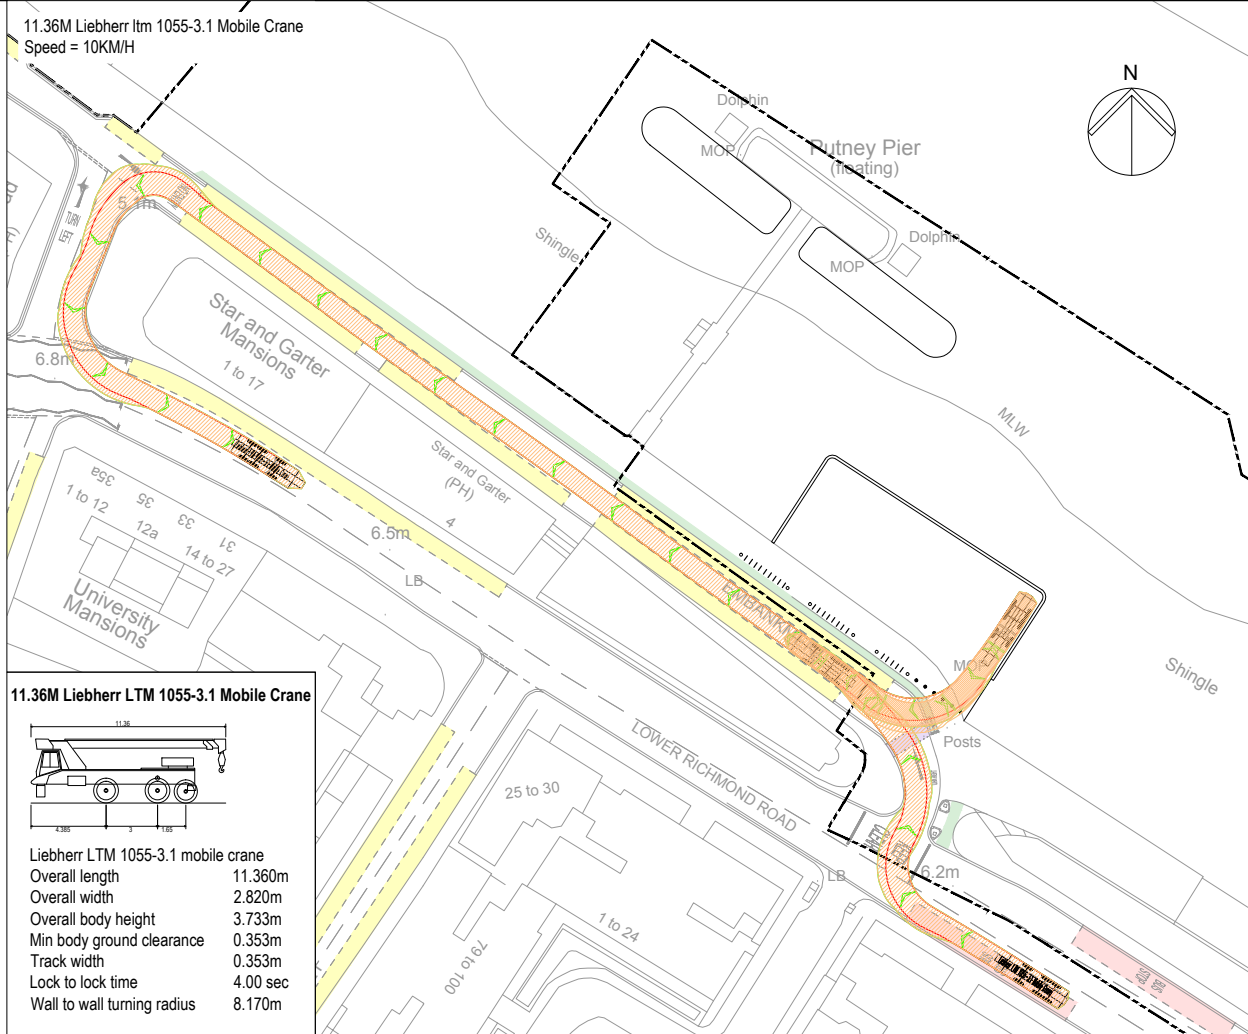 11.36M Liebherr ltm 1055-3.1 Mobile Crane
Speed = 10KM/H
N
Dolphin
MOP
Putney Pier
(floating)
Dolphin
MOP
Shingle
5.1m
Star and Garter
Mansions
1 to 17
6.8m
MLW
Star and Garter
(PH)
4
35a
35
33
31
1 to 12
12a
14 to 27
6.5m
LB
University
Mansions
Shingle
Posts
LOWER RICHMOND ROAD
25 to 30
LB
6.2m
1 to 24
79 to 100
11.36M Liebherr LTM 1055-3.1 Mobile Crane
11.36
4.385
3
1.65
Liebherr LTM 1055-3.1 mobile crane
Overall length 11.360m
Overall width 2.820m
Overall body height 3.733m
Min body ground clearance 0.353m
Track width 0.353m
Lock to lock time 4.00 sec
Wall to wall turning radius 8.170m